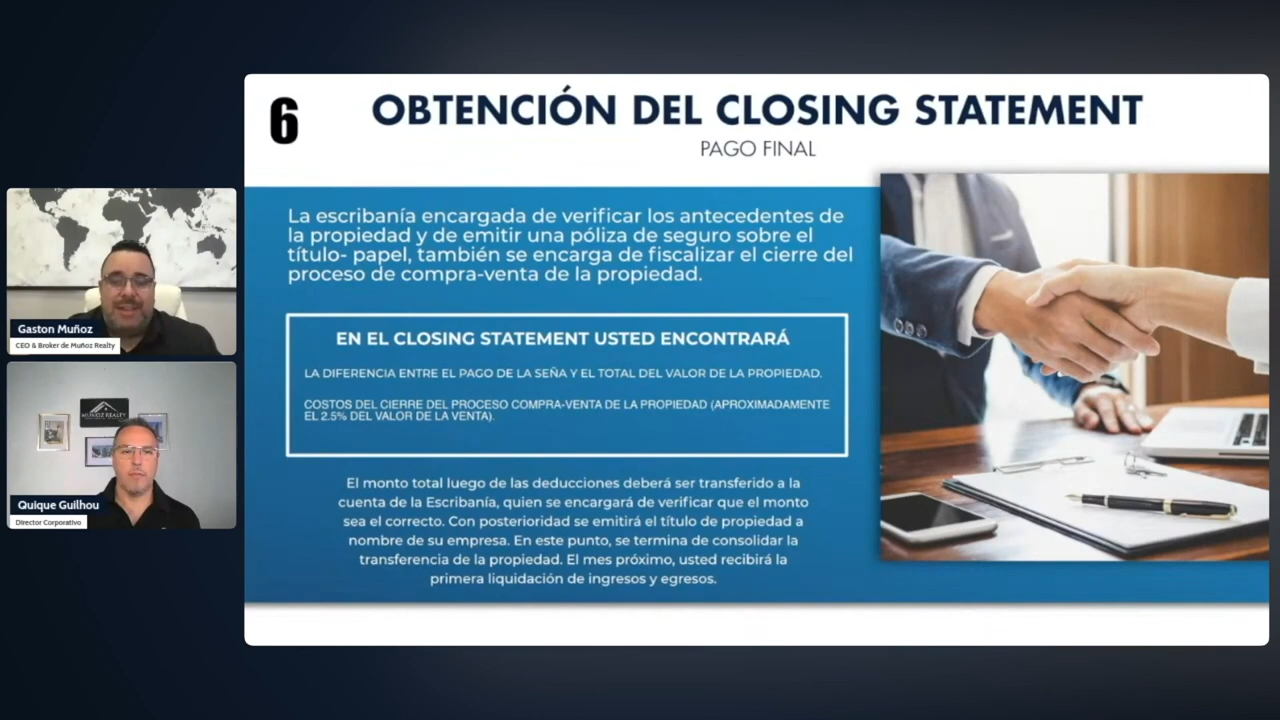 6
OBTENCIÓN DEL CLOSING STATEMENT
PAGO FINAL
La escribanía encargada de verificar los antecedentes de
la propiedad y de emitir una póliza de seguro sobre el
título- papel, también se encarga de fiscalizar el cierre del
proceso de compra-venta de la propiedad.
EN EL CLOSING STATEMENT USTED ENCONTRARÁ
LA DIFERENCIA ENTRE EL PAGO DE LA SEÑA Y EL TOTAL DEL VALOR DE LA PROPIEDAD.
COSTOS DEL CIERRE DEL PROCESO COMPRA-VENTA DE LA PROPIEDAD (APROXIMADAMENTE
EL 2.5% DEL VALOR DE LA VENTA).
El monto total luego de las deducciones deberá ser transferido a la
cuenta de la Escribanía, quien se encargará de verificar que el monto
sea el correcto. Con posterioridad se emitirá el título de propiedad a
nombre de su empresa. En este punto, se termina de consolidar la
transferencia de la propiedad. El mes próximo, usted recibirá la
primera liquidación de ingresos y egresos.
Gaston Muñoz
CEO & Broker de Muñoz Realty
MUÑOZ REALTY
Quique Guilhou
Director Corporativo